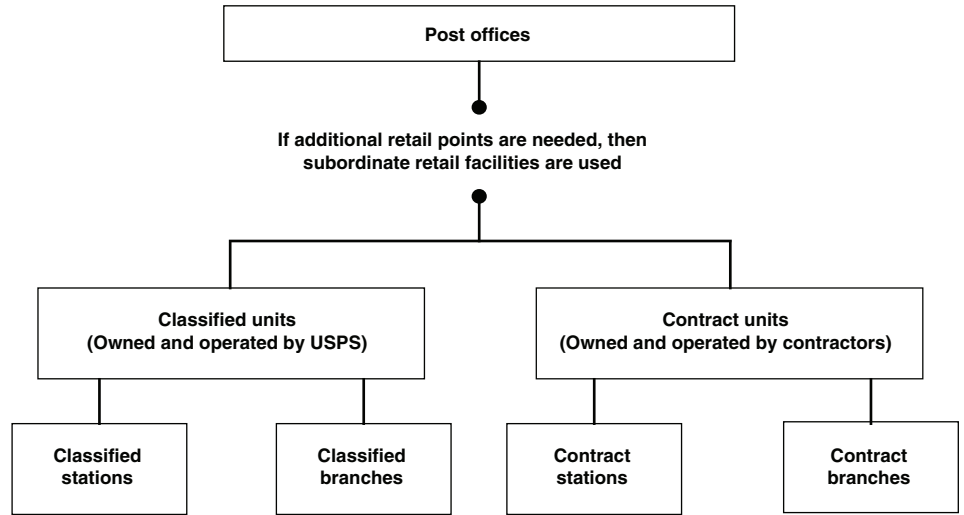 Post offices
If additional retail points are needed, then
subordinate retail facilities are used
Classified units
(Owned and operated by USPS)
Contract units
(Owned and operated by contractors)
Classified
stations
Classified
branches
Contract
stations
Contract
branches